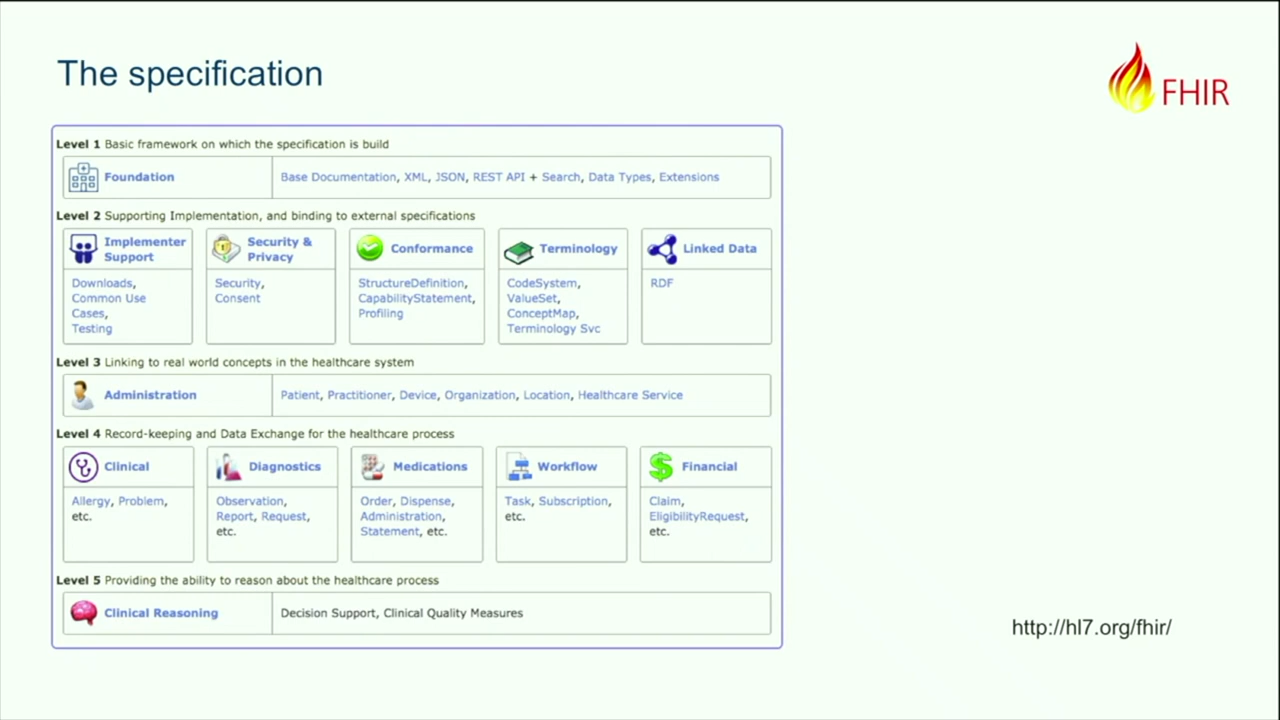 The specification
FHIR
Level 1 Basic framework on which the specification is build
Foundation
Base Documentation, XML, JSON, REST API + Search, Data Types, Extensions
Level 2 Supporting Implementation, and binding to external specifications
Implementer
Support
Downloads,
Common Use
Cases,
Testing
Security &
Privacy
Security,
Consent
Conformance
StructureDefinition,
CapabilityStatement,
Profiling
Terminology
CodeSystem,
ValueSet,
ConceptMap,
Terminology Svc
Linked Data
RDF
Level 3 Linking to real world concepts in the healthcare system
Administration
Patient, Practitioner, Device, Organization, Location, Healthcare Service
Level 4 Record-keeping and Data Exchange for the healthcare process
Clinical
Allergy, Problem,
etc.
Diagnostics
Observation,
Report, Request,
etc.
Medications
Order, Dispense,
Administration,
Statement, etc.
Workflow
Task, Subscription,
etc.
Financial
Claim,
EligibilityRequest,
etc.
Level 5 Providing the ability to reason about the healthcare process
Clinical Reasoning
Decision Support, Clinical Quality Measures
http://hl7.org/fhir/